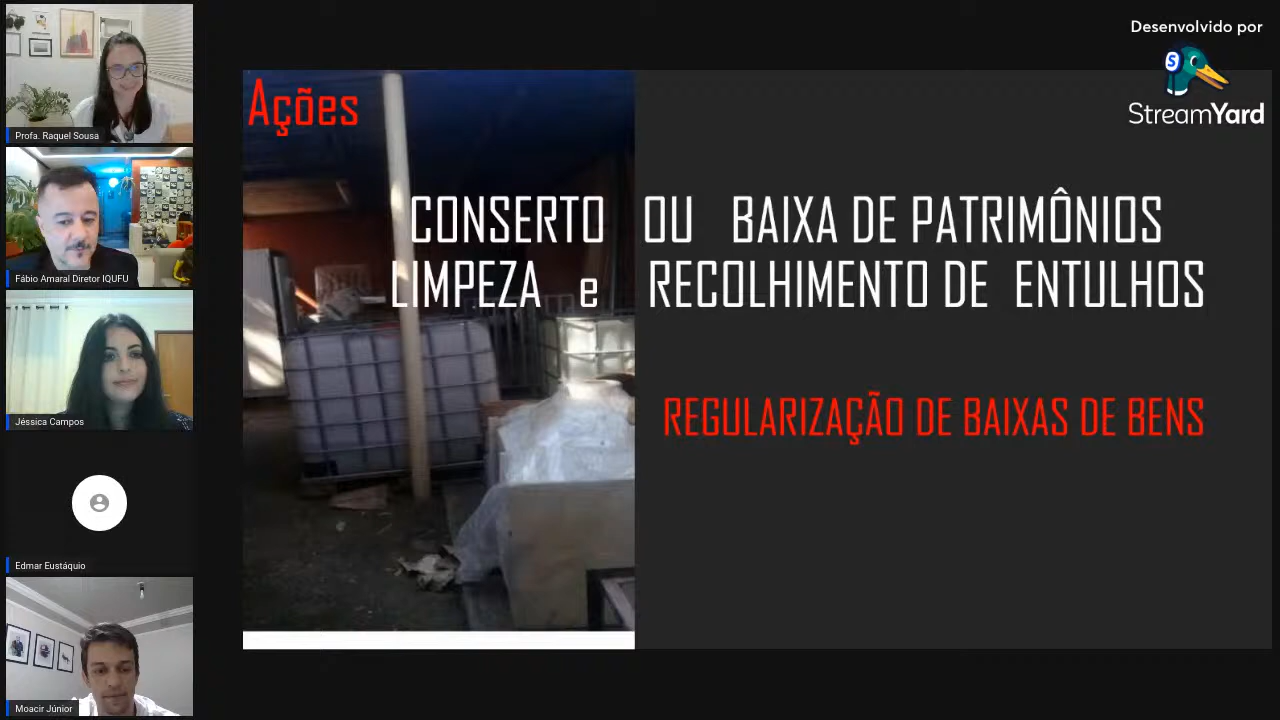 Desenvolvido por
S
StreamYard
Profa. Raquel Sousa
Fábio Amaral Diretor IQUFU
Jéssica Campos
Edmar Eustáquio
Moacir Júnior
Ações
CONSERTO OU BAIXA DE PATRIMÔNIOS
LIMPEZA e RECOLHIMENTO DE ENTULHOS
REGULARIZAÇÃO DE BAIXAS DE BENS